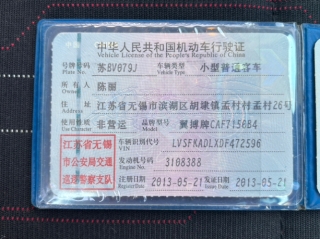 中华人民共和国机动车行驶证
Vehicle License of the People's Republic of China
号牌号码 苏BV079J 车辆类型 小型普通客车
Plate No. Vehicle Type
所有人 陈丽
Owner
住址 江苏省无锡市滨湖区胡埭镇孟村村孟村26号
Address
使用性质 非营运 品牌型号 翼博牌CAF7156B4
Use Character Model
江苏省无锡
市公安局交通
巡逻警察支队
车辆识别代号 LVSFKADLXDF472596
VIN
发动机号码 3108388
Engine No.
注册日期 2013-05-21 发证日期 2013-05-21
Register Date Issue Date